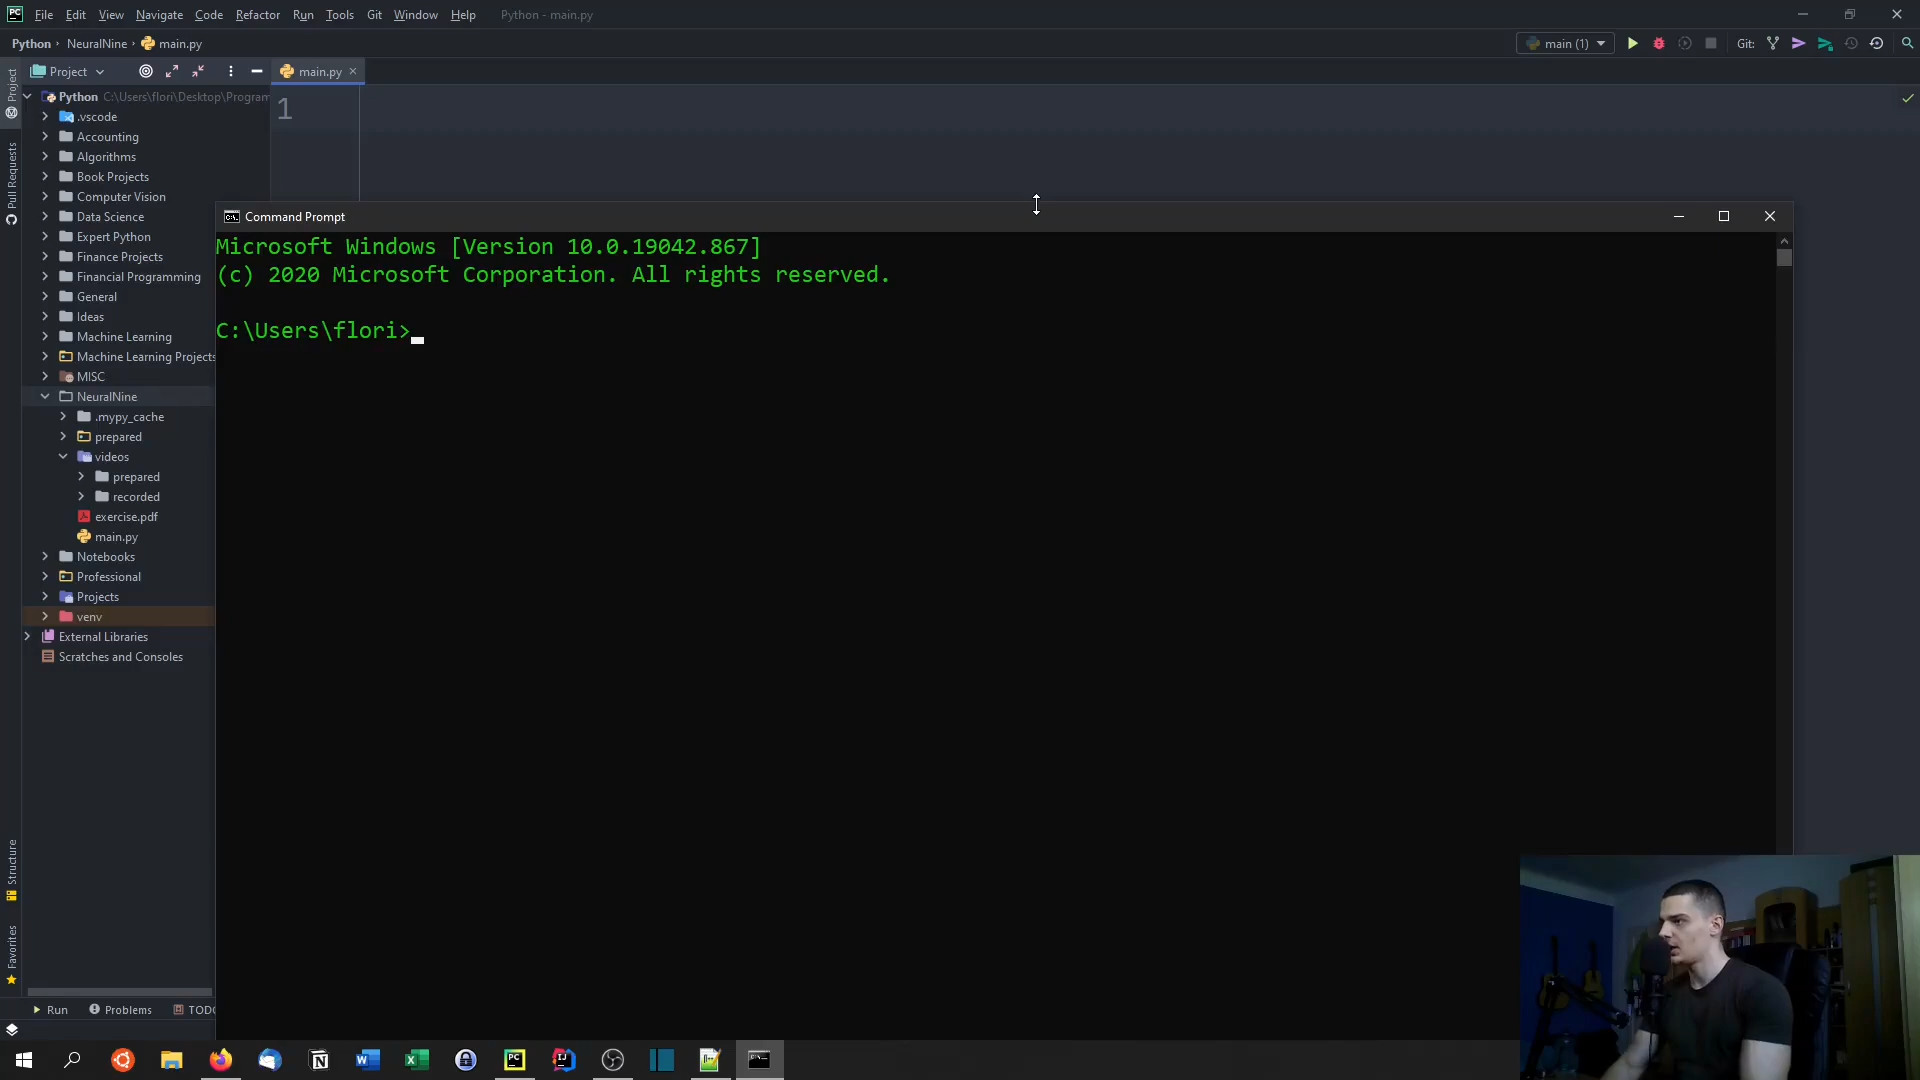 File Edit View Navigate Code Refactor Run Tools Git Window Help Python - main.py
Python NeuralNine main.py
main (1) Git:
Project
main.py
Project
Pull Requests
Structure
Favorites
Python C:\Users\flori\Desktop\Program
.vscode
Accounting
Algorithms
Book Projects
Computer Vision
Data Science
Expert Python
Finance Projects
Financial Programming
General
Ideas
Machine Learning
Machine Learning Projects
MISC
NeuralNine
.mypy_cache
prepared
videos
prepared
recorded
exercise.pdf
main.py
Notebooks
Professional
Projects
venv
External Libraries
Scratches and Consoles
1
Command Prompt
Microsoft Windows [Version 10.0.19042.867]
(c) 2020 Microsoft Corporation. All rights reserved.
C:\Users\flori>
Run Problems TODO